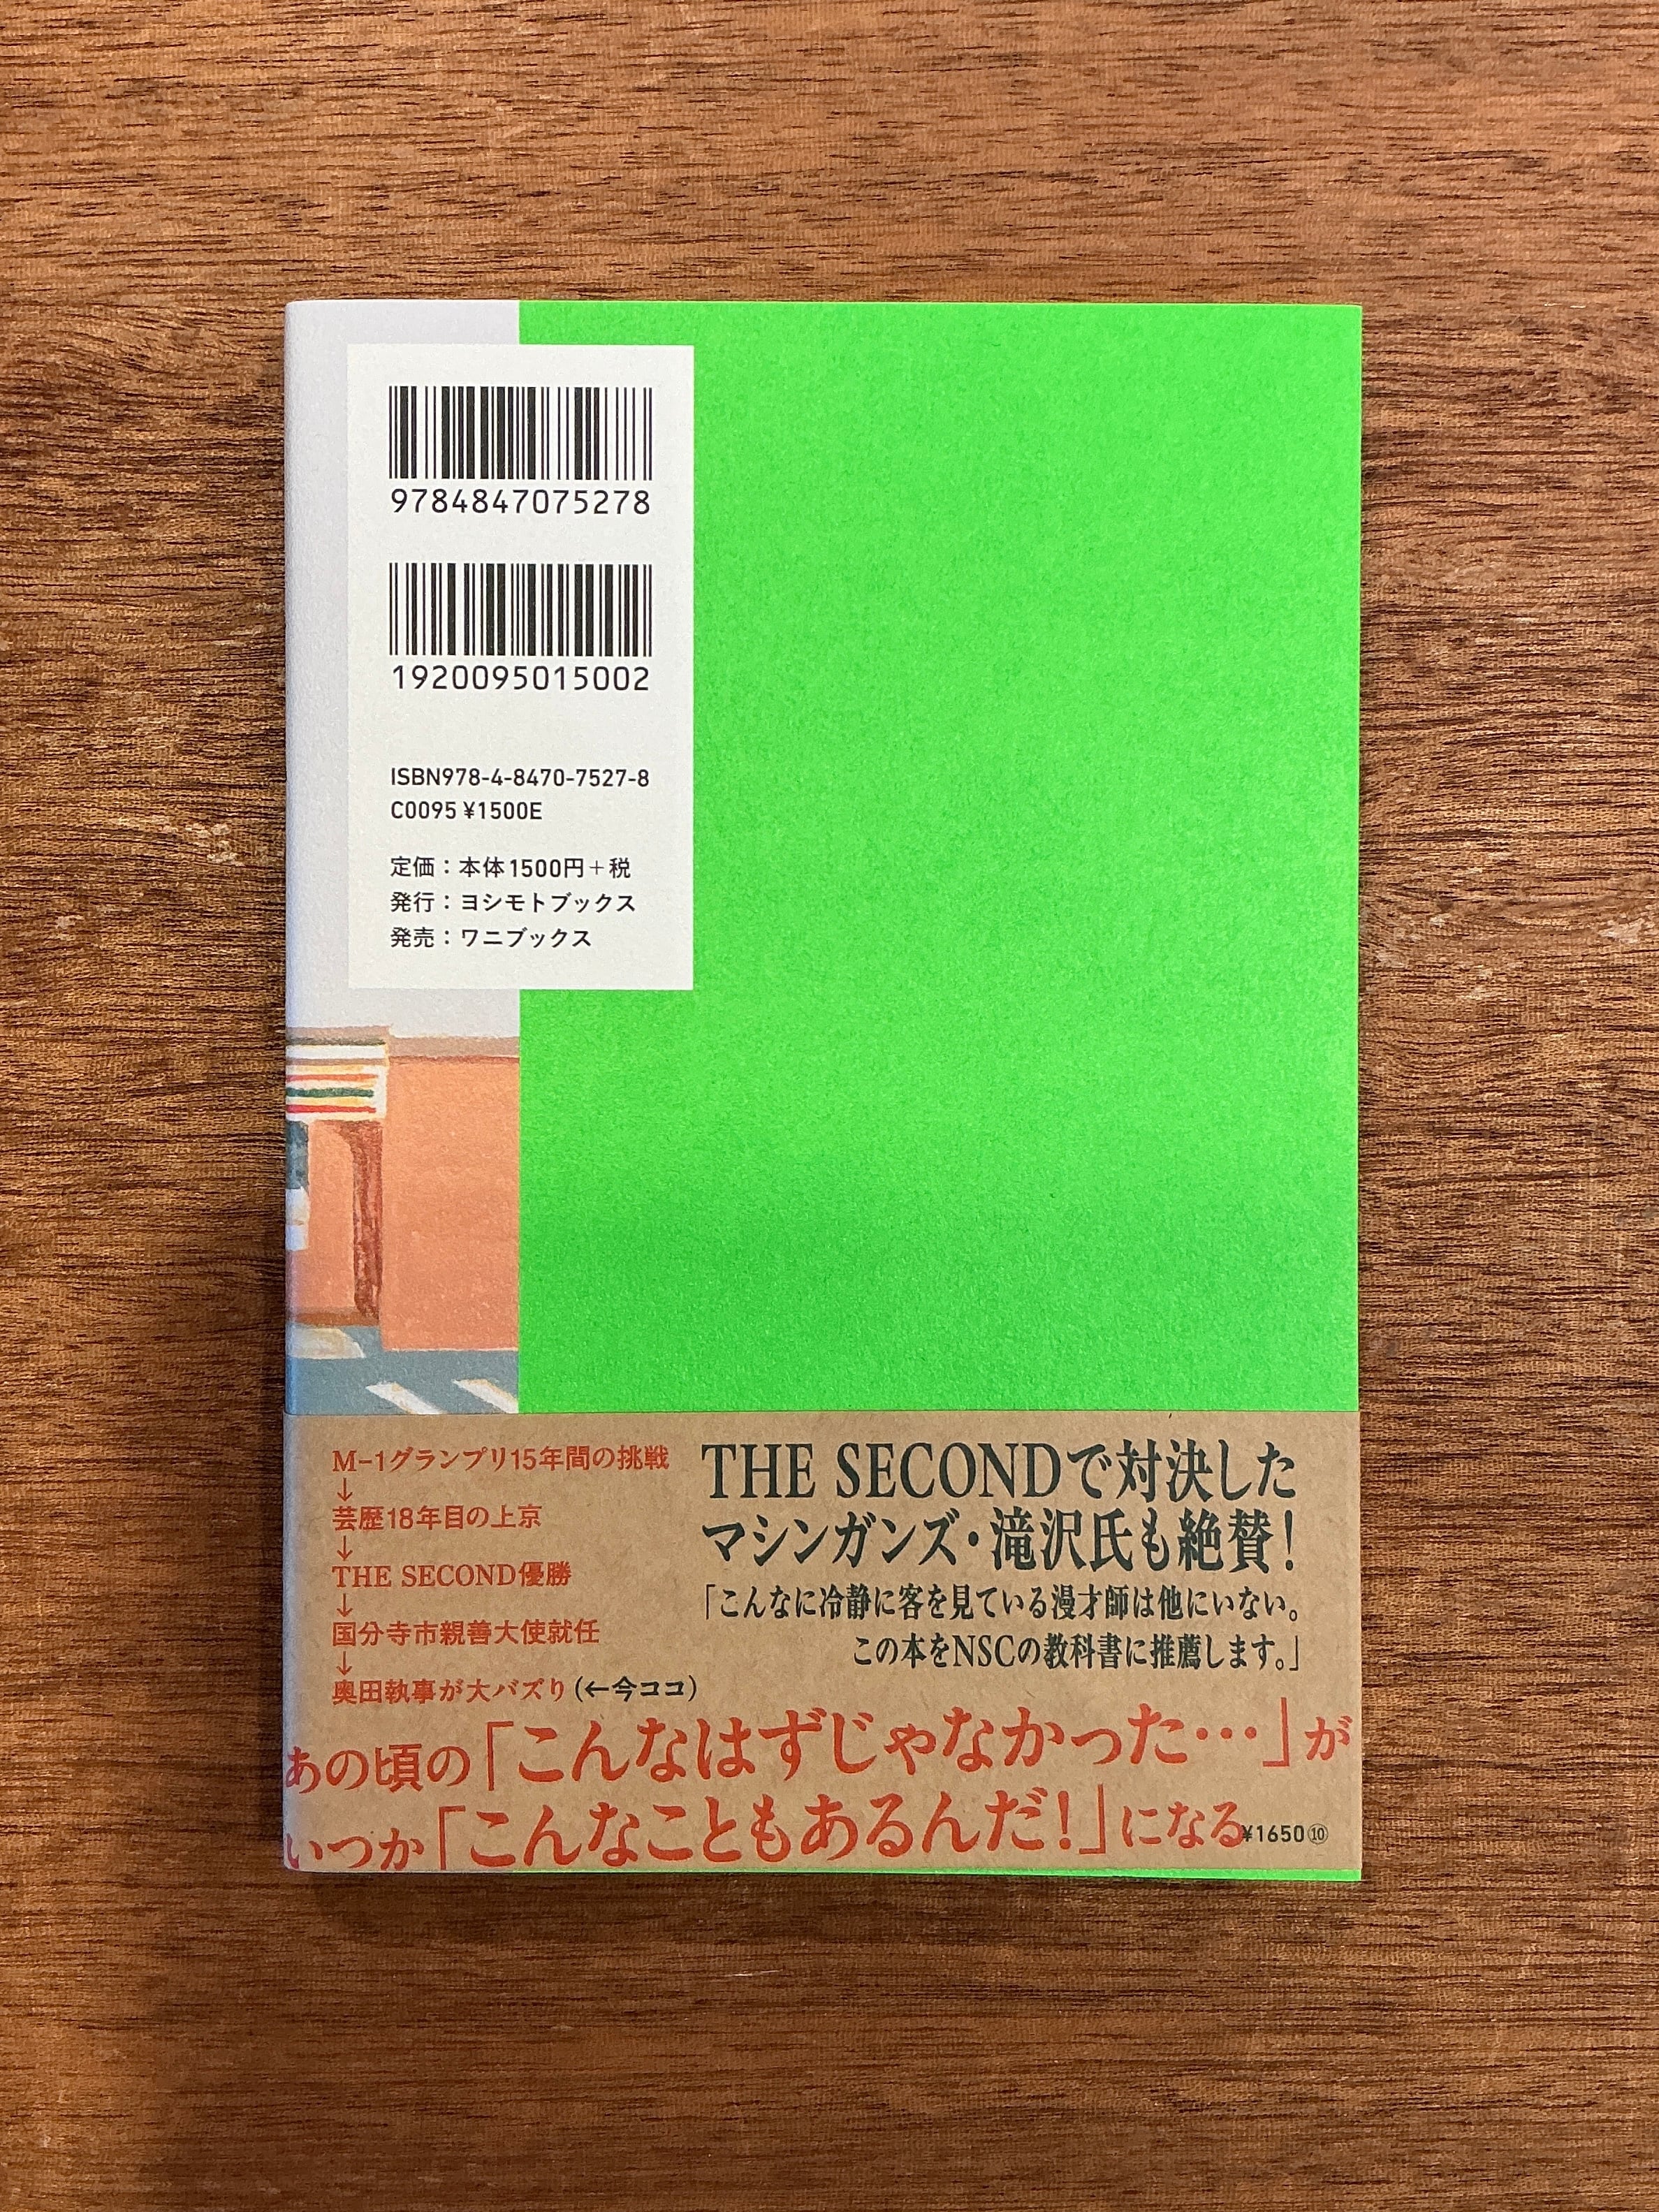 9784847075278
1920095015002
ISBN978-4-8470-7527-8
C0095 ¥1500E
定価：本体1500円＋税
発行：ヨシモトブックス
発売：ワニブックス
M-1グランプリ15年間の挑戦
↓
芸歴18年目の上京
↓
THE SECOND優勝
↓
国分寺市親善大使就任
↓
奥田執事が大バズり(←今ココ)
THE SECONDで対決した
マシンガンズ・滝沢氏も絶賛！
「こんなに冷静に客を見ている漫才師は他にいない。
この本をNSCの教科書に推薦します。」
あの頃の「こんなはずじゃなかった…」が
いつか「こんなこともあるんだ！」になる
¥1650⑩